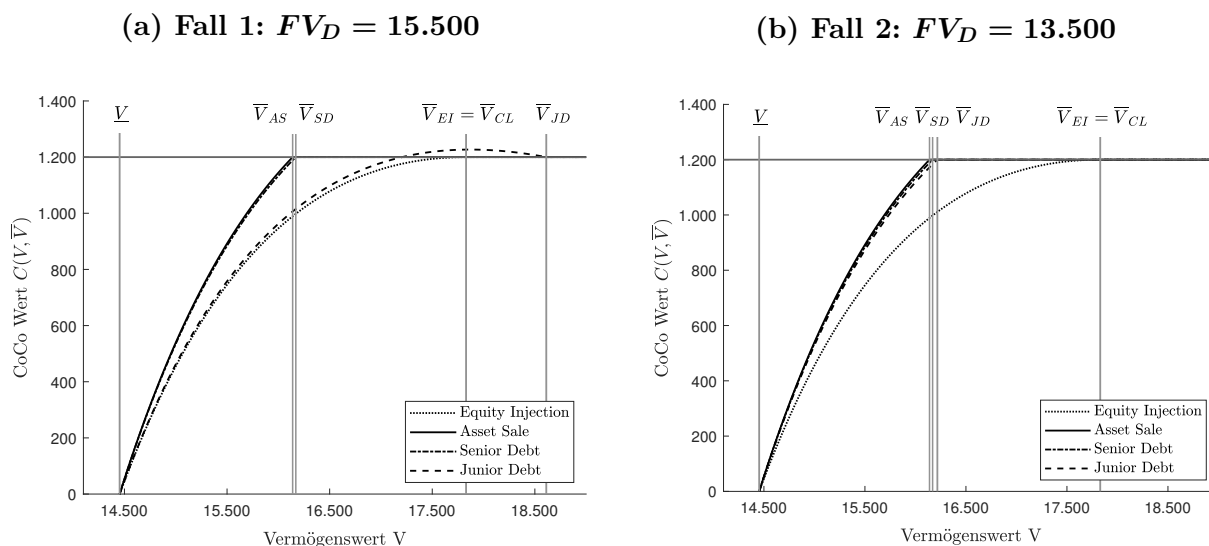 (a) Fall 1: FV_D = 15.500
1.400
1.200
1.000
800
600
400
200
0
CoCo Wert C(V, V̅)
V̲
V̅_AS V̅_SD
V̅_EI = V̅_CL
V̅_JD
Equity Injection
Asset Sale
Senior Debt
Junior Debt
14.500 15.500 16.500 17.500 18.500
Vermögenswert V
(b) Fall 2: FV_D = 13.500
1.400
1.200
1.000
800
600
400
200
0
CoCo Wert C(V, V̅)
V̲
V̅_AS V̅_SD V̅_JD
V̅_EI = V̅_CL
Equity Injection
Asset Sale
Senior Debt
Junior Debt
14.500 15.500 16.500 17.500 18.500
Vermögenswert V